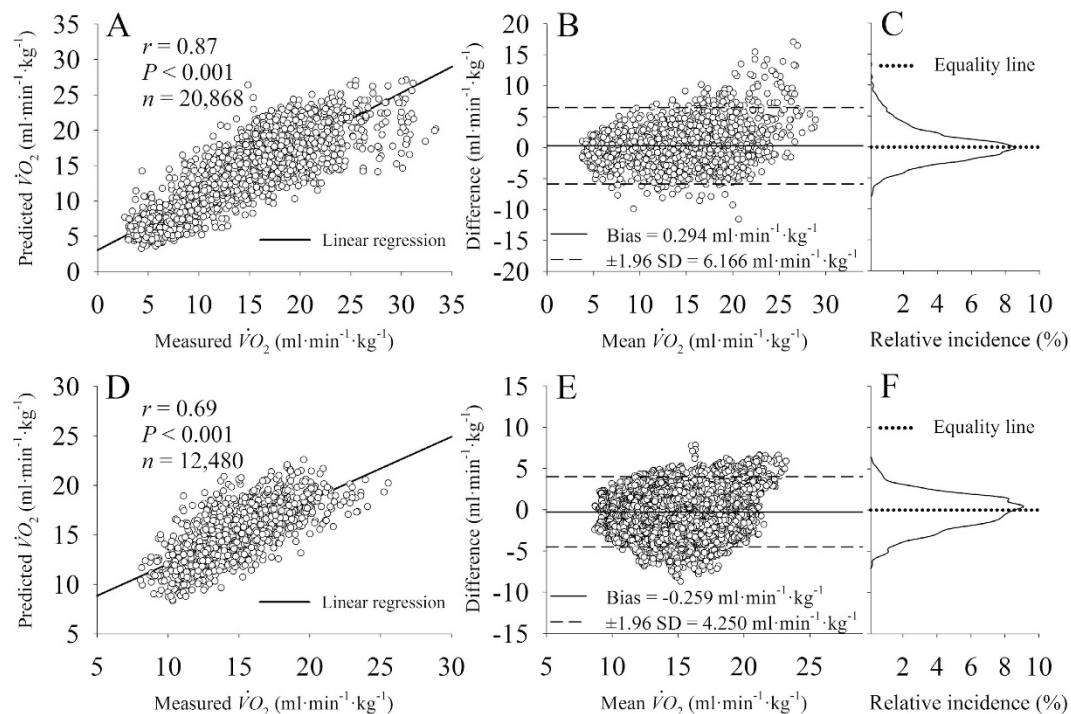 A
r = 0.87
P < 0.001
n = 20,868
35
30
25
20
15
10
5
0
Predicted V̇O₂ (ml·min⁻¹·kg⁻¹)
Linear regression
0 5 10 15 20 25 30 35
Measured V̇O₂ (ml·min⁻¹·kg⁻¹)
B
20
15
10
5
0
-5
-10
-15
-20
Difference (ml·min⁻¹·kg⁻¹)
Bias = 0.294 ml·min⁻¹·kg⁻¹
±1.96 SD = 6.166 ml·min⁻¹·kg⁻¹
5 10 15 20 25 30
Mean V̇O₂ (ml·min⁻¹·kg⁻¹)
C
Equality line
2 4 6 8 10
Relative incidence (%)
D
r = 0.69
P < 0.001
n = 12,480
30
25
20
15
10
5
Predicted V̇O₂ (ml·min⁻¹·kg⁻¹)
Linear regression
5 10 15 20 25 30
Measured V̇O₂ (ml·min⁻¹·kg⁻¹)
E
15
10
5
0
-5
-10
-15
Difference (ml·min⁻¹·kg⁻¹)
Bias = -0.259 ml·min⁻¹·kg⁻¹
±1.96 SD = 4.250 ml·min⁻¹·kg⁻¹
5 10 15 20 25
Mean V̇O₂ (ml·min⁻¹·kg⁻¹)
F
Equality line
2 4 6 8 10
Relative incidence (%)